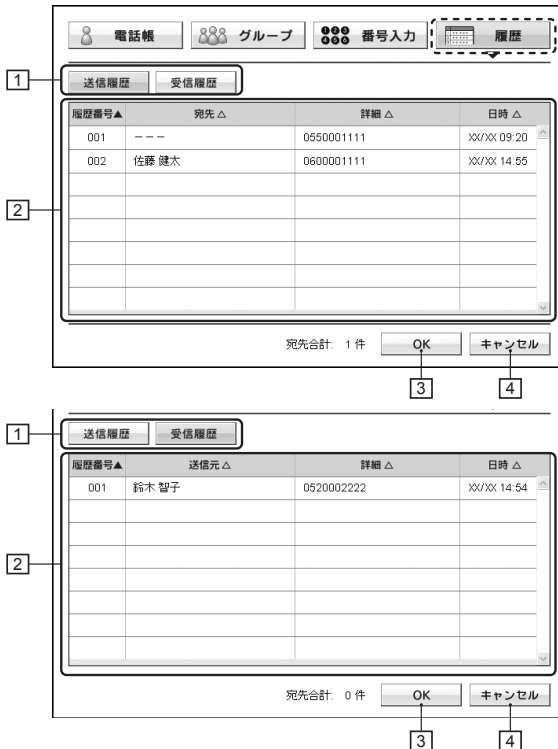 電話帳 グループ 番号入力 履歴
1 送信履歴 受信履歴
履歴番号▲ 宛先 △ 詳細 △ 日時 △
001 －－－ 0550001111 XX/XX 09:20
002 佐藤 健太 0600001111 XX/XX 14:55
2
宛先合計: 1 件 OK キャンセル
3 4
1 送信履歴 受信履歴
履歴番号▲ 送信元 △ 詳細 △ 日時 △
001 鈴木 智子 0520002222 XX/XX 14:54
2
宛先合計: 0 件 OK キャンセル
3 4